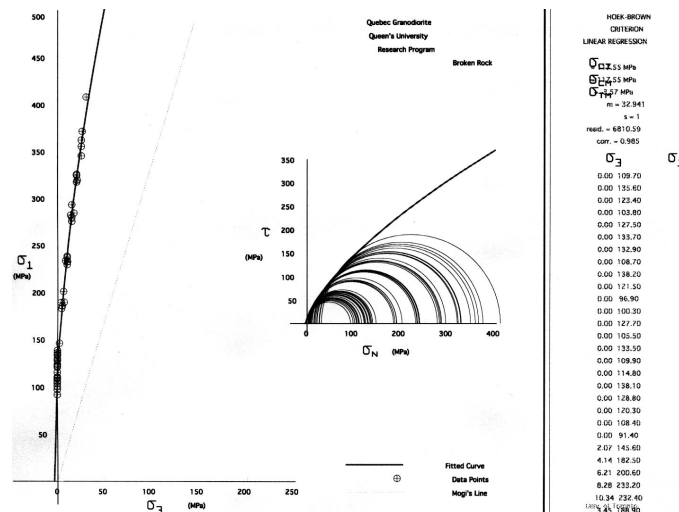 Quebec Granodiorite
Queen's University
Research Program
Broken Rock
500
450
400
350
300
250
σ1
(MPa)
200
150
100
50
0
50
100
150
200
250
σ3
(MPa)
350
300
250
τ
200
(MPa)
150
100
50
0
100
200
300
400
σN
(MPa)
Fitted Curve
Data Points
Mogi's Line
HOEK-BROWN
CRITERION
LINEAR REGRESSION
m = 32.941
s = 1
resid. = 6810.59
corr. = 0.985
σ3
0.00 109.70
0.00 135.60
0.00 123.40
0.00 103.80
0.00 127.50
0.00 133.70
0.00 132.90
0.00 108.70
0.00 138.20
0.00 121.50
0.00 96.90
0.00 100.30
0.00 127.70
0.00 105.50
0.00 133.50
0.00 109.90
0.00 114.80
0.00 138.10
0.00 128.80
0.00 120.30
0.00 108.40
0.00 91.40
2.07 145.60
4.14 182.50
6.21 200.60
8.28 233.20
10.34 232.40